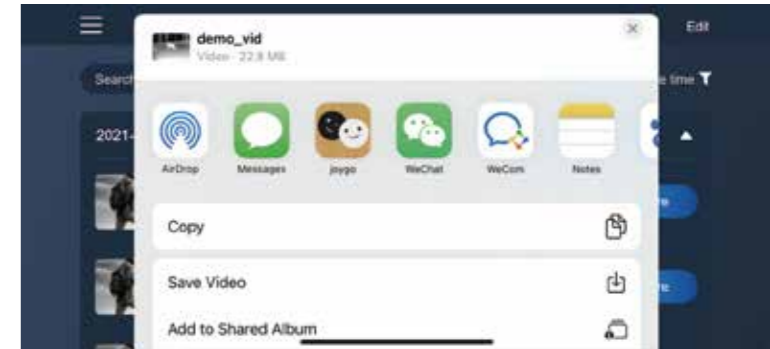 demo_vid
Video · 22.8 MB
Edit
Search
time
2021-
AirDrop
Messages
joygo
WeChat
WeCom
Notes
Copy
Save Video
Add to Shared Album